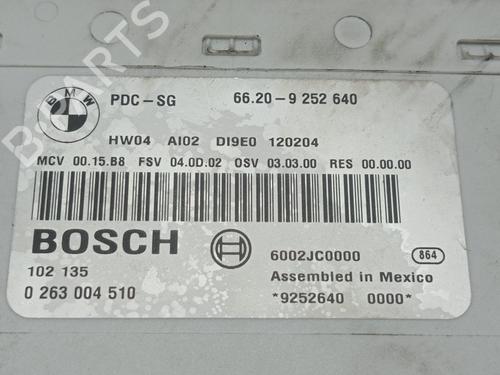 B-PARTS
BMW
PDC-SG 66.20-9 252 640
HW04 AI02 DI9E0 120204
MCV 00.15.B8 FSV 04.0D.02 OSV 03.03.00 RES 00.00.00
BOSCH
6002JC0000 864
102 135
Assembled in Mexico
0 263 004 510
*9252640 0000*